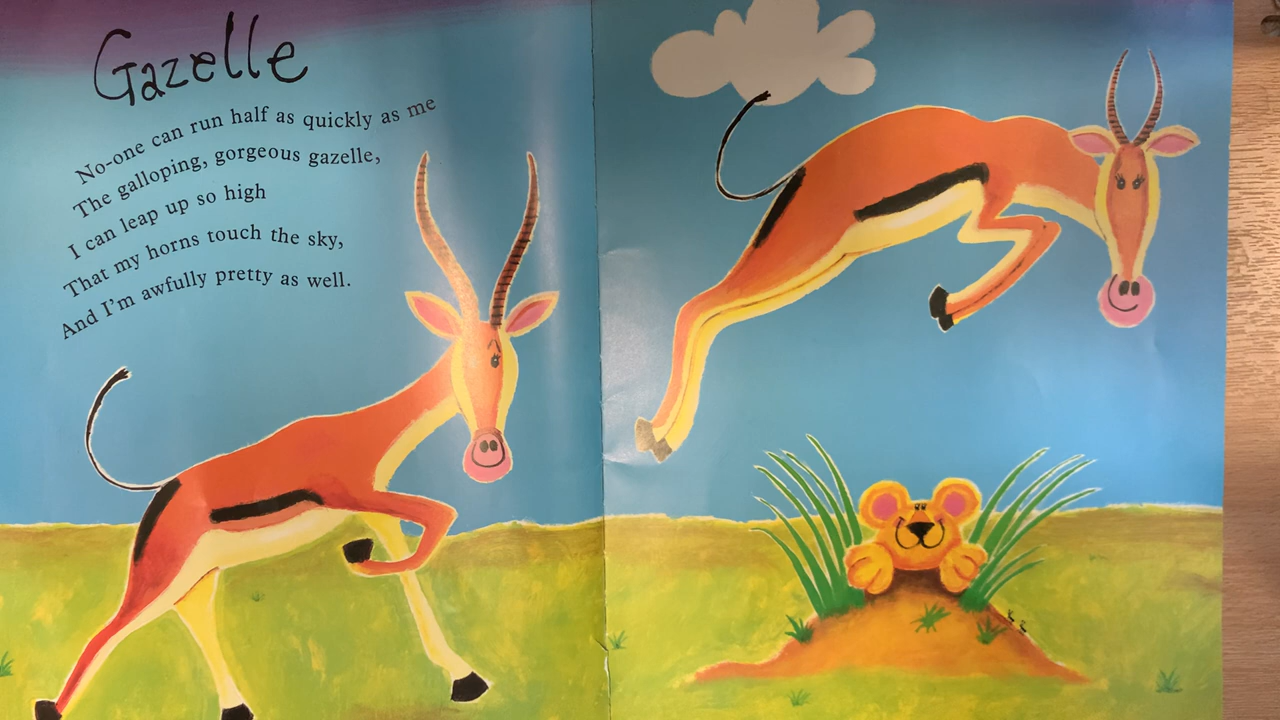 Gazelle
No-one can run half as quickly as me
The galloping, gorgeous gazelle,
I can leap up so high
That my horns touch the sky,
And I'm awfully pretty as well.